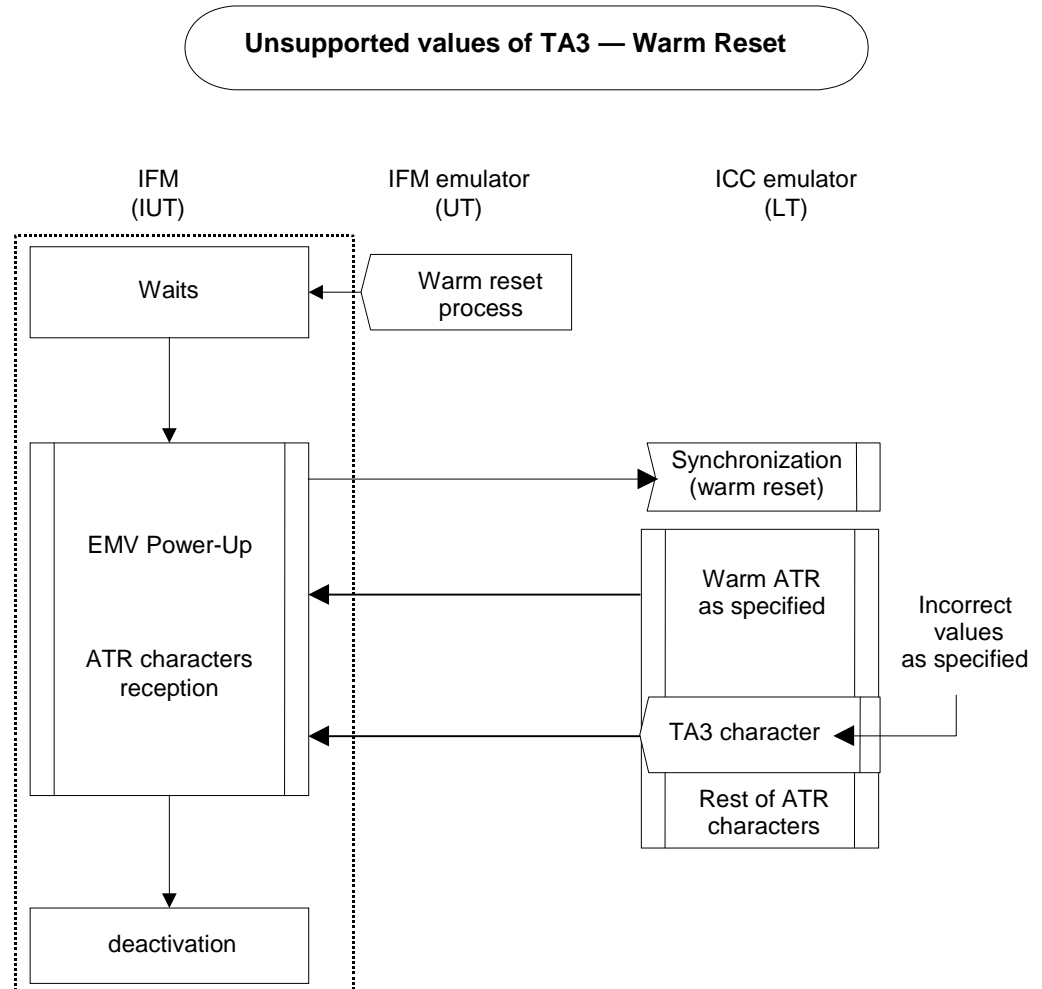 Unsupported values of TA3 — Warm Reset
IFM
(IUT)
IFM emulator
(UT)
ICC emulator
(LT)
Waits
Warm reset
process
Synchronization
(warm reset)
EMV Power-Up
Warm ATR
as specified
Incorrect
values
as specified
ATR characters
reception
TA3 character
Rest of ATR
characters
deactivation